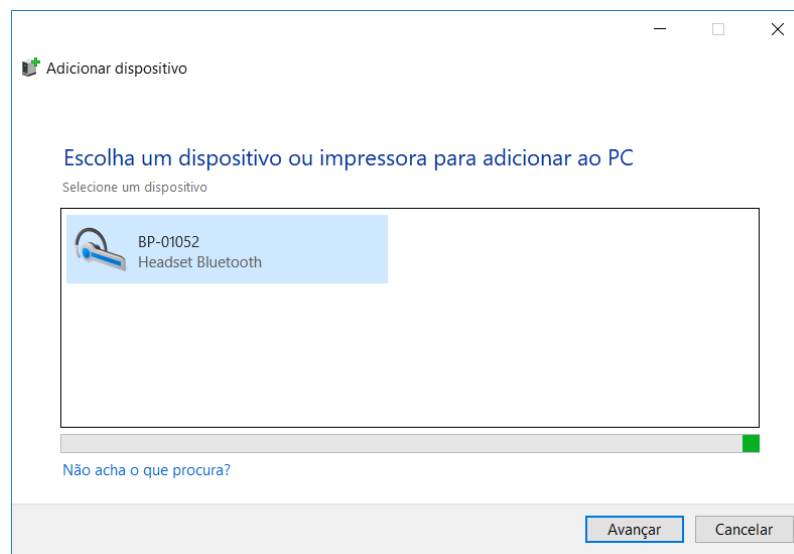 Adicionar dispositivo
Escolha um dispositivo ou impressora para adicionar ao PC
Selecione um dispositivo
BP-01052
Headset Bluetooth
Não acha o que procura?
Avançar
Cancelar